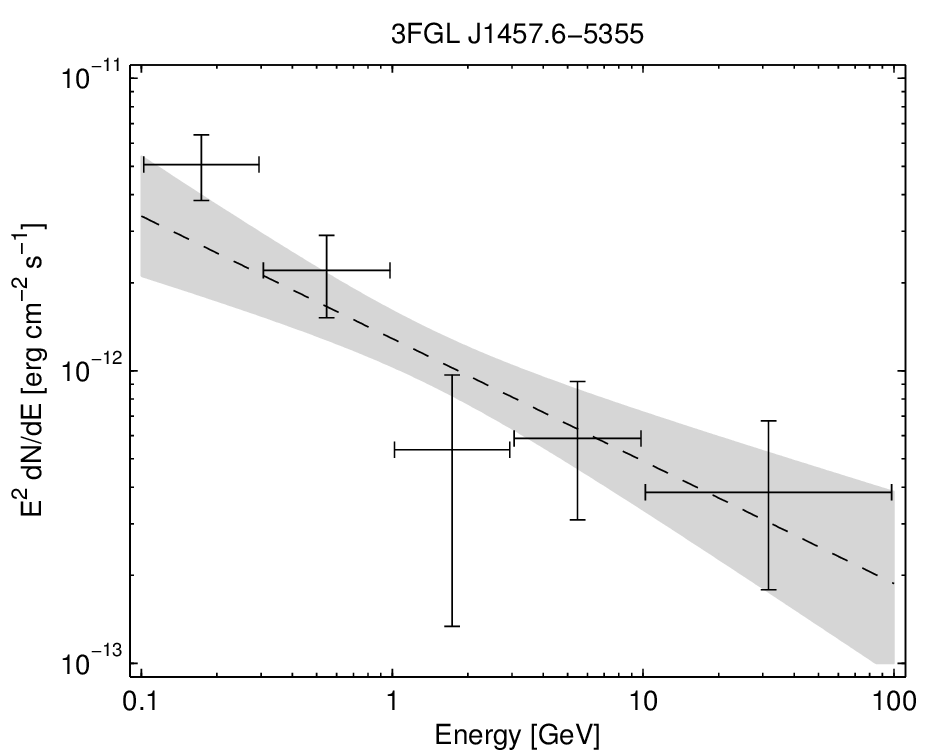 3FGL J1457.6−5355
10⁻¹¹
10⁻¹²
10⁻¹³
E² dN/dE [erg cm⁻² s⁻¹]
0.1 1 10 100
Energy [GeV]